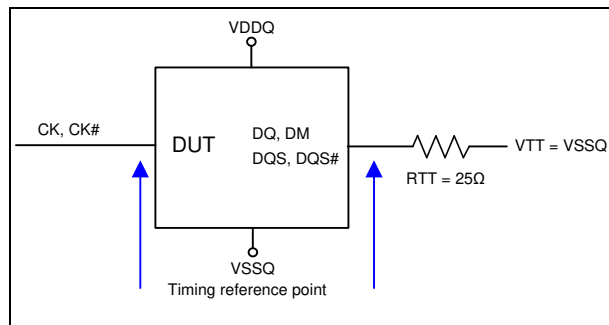 VDDQ
CK, CK#
DUT
DQ, DM
DQS, DQS#
VTT = VSSQ
RTT = 25Ω
VSSQ
Timing reference point